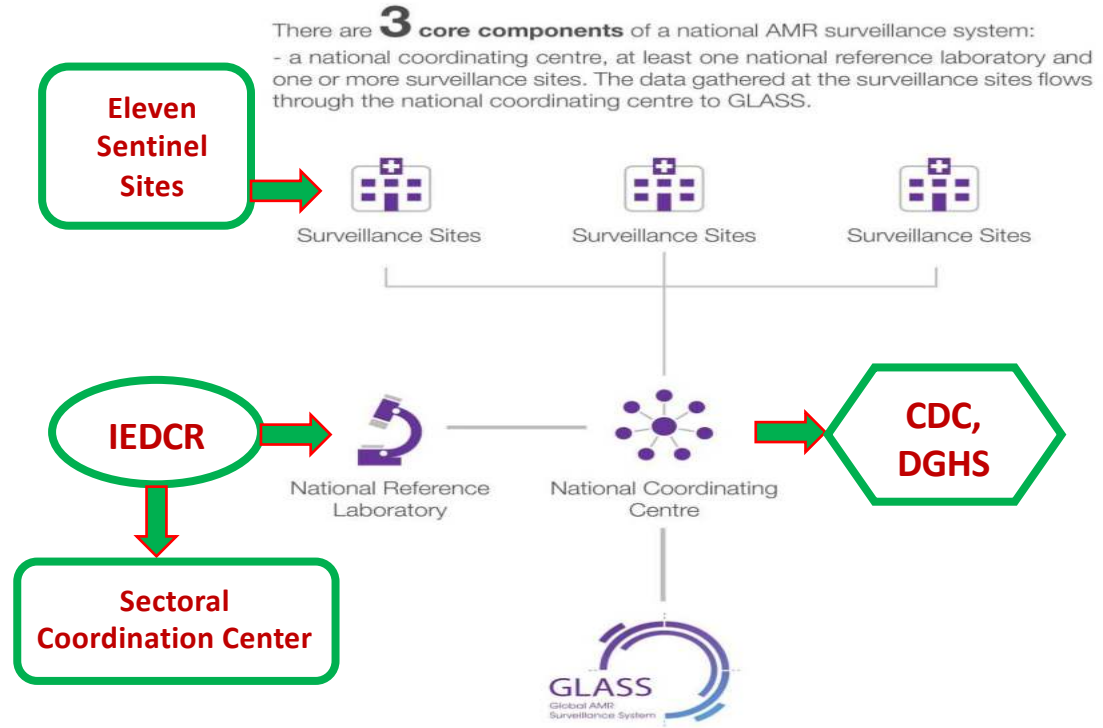 There are 3 core components of a national AMR surveillance system:
- a national coordinating centre, at least one national reference laboratory and
one or more surveillance sites. The data gathered at the surveillance sites flows
through the national coordinating centre to GLASS.
Eleven
Sentinel
Sites
Surveillance Sites
Surveillance Sites
Surveillance Sites
IEDCR
CDC,
DGHS
National Reference
Laboratory
National Coordinating
Centre
Sectoral
Coordination Center
GLASS
Global AMR
Surveillance System